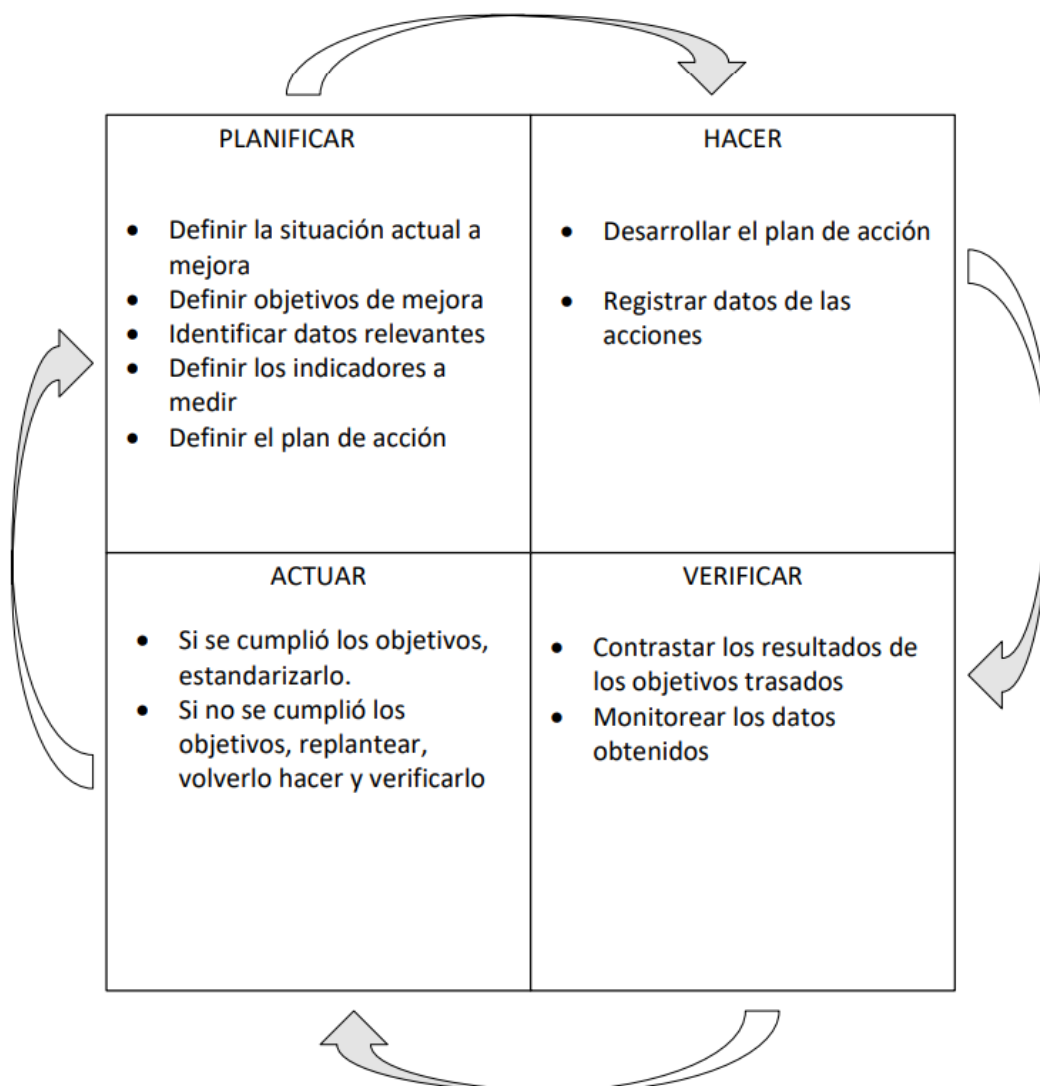 PLANIFICAR
• Definir la situación actual a
mejora
• Definir objetivos de mejora
• Identificar datos relevantes
• Definir los indicadores a
medir
• Definir el plan de acción
HACER
• Desarrollar el plan de acción
• Registrar datos de las
acciones
ACTUAR
• Si se cumplió los objetivos,
estandarizarlo.
• Si no se cumplió los
objetivos, replantear,
volverlo hacer y verificarlo
VERIFICAR
• Contrastar los resultados de
los objetivos trasados
• Monitorear los datos
obtenidos